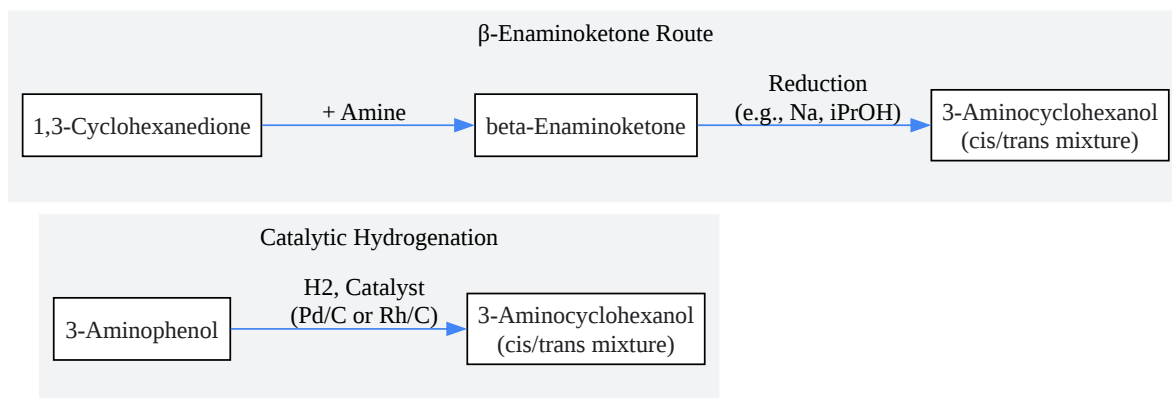 β-Enaminoketone Route
1,3-Cyclohexanedione
+ Amine
beta-Enaminoketone
Reduction
(e.g., Na, iPrOH)
3-Aminocyclohexanol
(cis/trans mixture)
Catalytic Hydrogenation
3-Aminophenol
H2, Catalyst
(Pd/C or Rh/C)
3-Aminocyclohexanol
(cis/trans mixture)